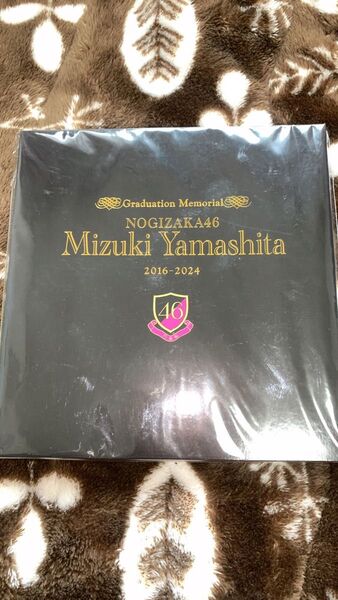 Graduation Memorial
NOGIZAKA46
Mizuki Yamashita
2016-2024
46